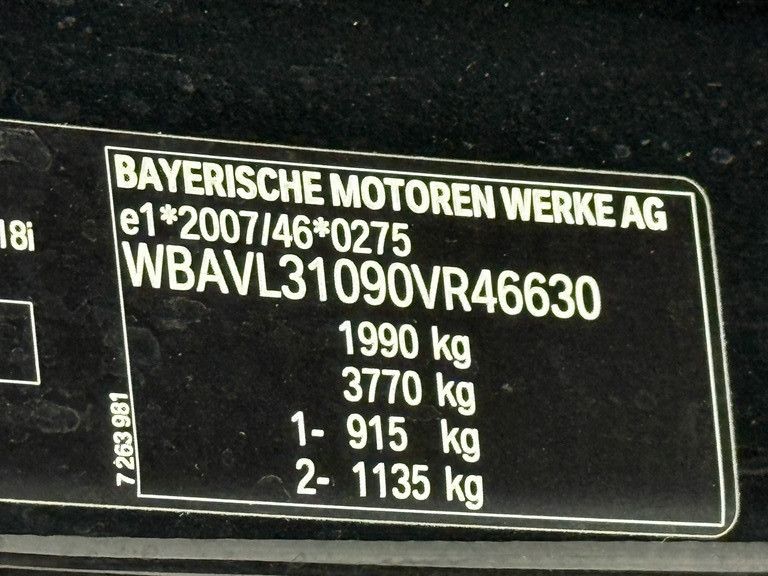 BAYERISCHE MOTOREN WERKE AG
e1*2007/46*0275
18i
WBAVL31090VR46630
1990 kg
3770 kg
1- 915 kg
2- 1135 kg
7 263 981